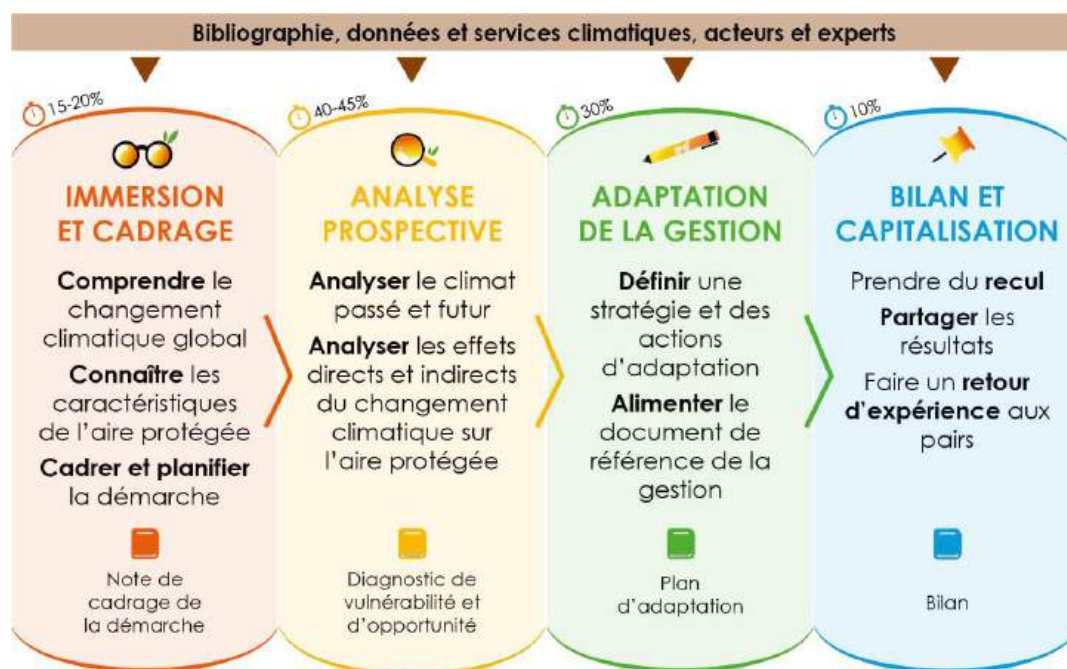 Bibliographie, données et services climatiques, acteurs et experts
15-20%
IMMERSION
ET CADRAGE
Comprendre le
changement
climatique global
Connaître les
caractéristiques
de l'aire protégée
Cadrer et planifier
la démarche
Note de
cadrage de
la démarche
40-45%
ANALYSE
PROSPECTIVE
Analyser le climat
passé et futur
Analyser les effets
directs et indirects
du changement
climatique sur
l'aire protégée
Diagnostic de
vulnérabilité et
d'opportunité
30%
ADAPTATION
DE LA GESTION
Définir une
stratégie et des
actions
d'adaptation
Alimenter le
document de
référence de la
gestion
Plan
d'adaptation
10%
BILAN ET
CAPITALISATION
Prendre du recul
Partager les
résultats
Faire un retour
d'expérience aux
pairs
Bilan